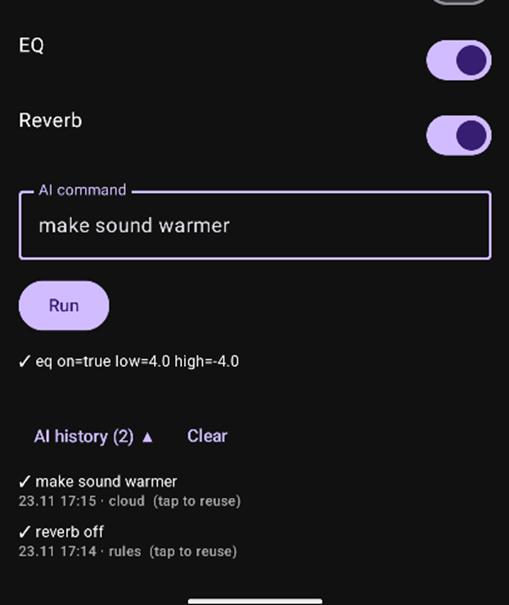 EQ
Reverb
AI command
make sound warmer
Run
✓ eq on=true low=4.0 high=-4.0
AI history (2) ▲ Clear
✓ make sound warmer
23.11 17:15 · cloud (tap to reuse)
✓ reverb off
23.11 17:14 · rules (tap to reuse)